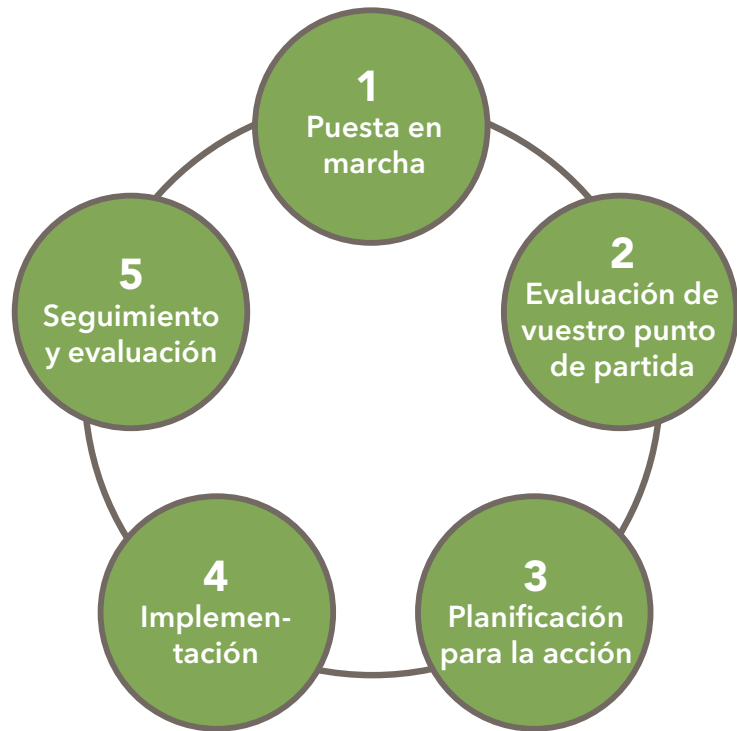 1
Puesta en
marcha
2
Evaluación de
vuestro punto
de partida
3
Planificación
para la acción
4
Implemen-
tación
5
Seguimiento
y evaluación